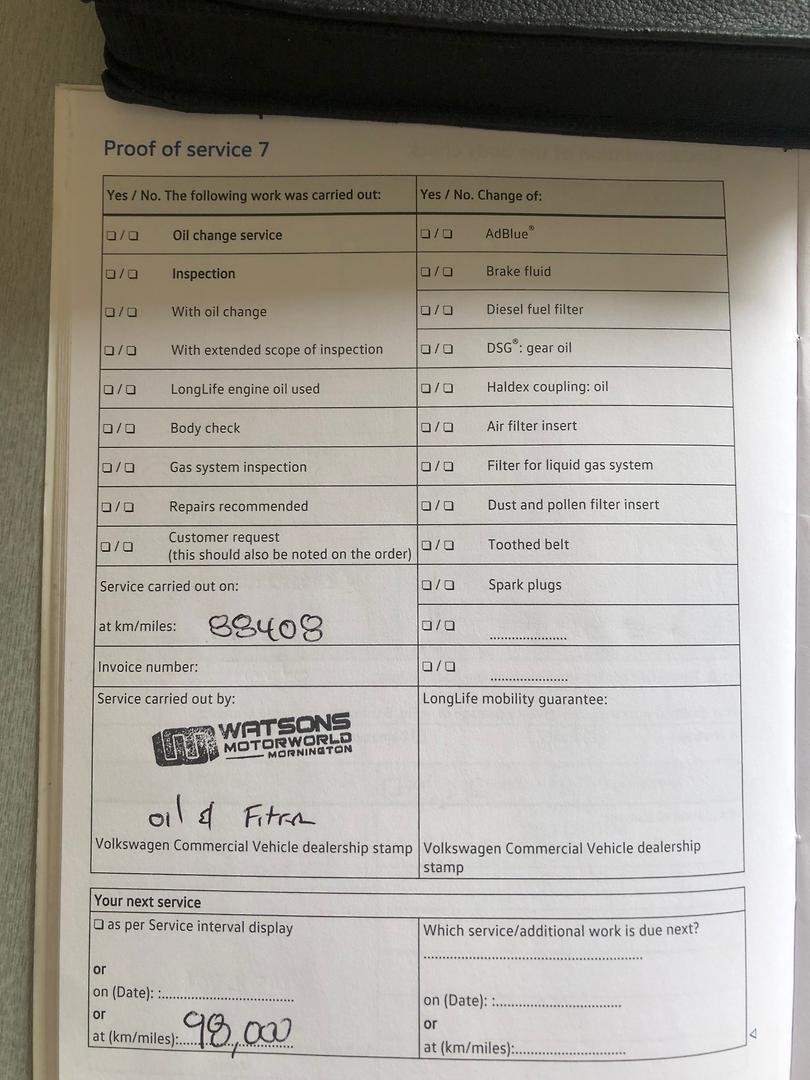 Proof of service 7
Yes / No. The following work was carried out:
❑ / ❑ Oil change service
❑ / ❑ Inspection
❑ / ❑ With oil change
❑ / ❑ With extended scope of inspection
❑ / ❑ LongLife engine oil used
❑ / ❑ Body check
❑ / ❑ Gas system inspection
❑ / ❑ Repairs recommended
❑ / ❑ Customer request
(this should also be noted on the order)
Service carried out on:
at km/miles: 88408
Invoice number:
Service carried out by:
WATSONS
MOTORWORLD
MORNINGTON
oil &
Volkswagen Commercial Vehicle dealership stamp
Yes / No. Change of:
❑ / ❑ AdBlue®
❑ / ❑ Brake fluid
❑ / ❑ Diesel fuel filter
❑ / ❑ DSG®: gear oil
❑ / ❑ Haldex coupling: oil
❑ / ❑ Air filter insert
❑ / ❑ Filter for liquid gas system
❑ / ❑ Dust and pollen filter insert
❑ / ❑ Toothed belt
❑ / ❑ Spark plugs
❑ / ❑ ....................
❑ / ❑ ....................
LongLife mobility guarantee:
Volkswagen Commercial Vehicle dealership
stamp
Your next service
❑ as per Service interval display
or
on (Date): :..............................
or
at (km/miles):..98,000
Which service/additional work is due next?
..................................................
on (Date): :..............................
or
at (km/miles):..........................